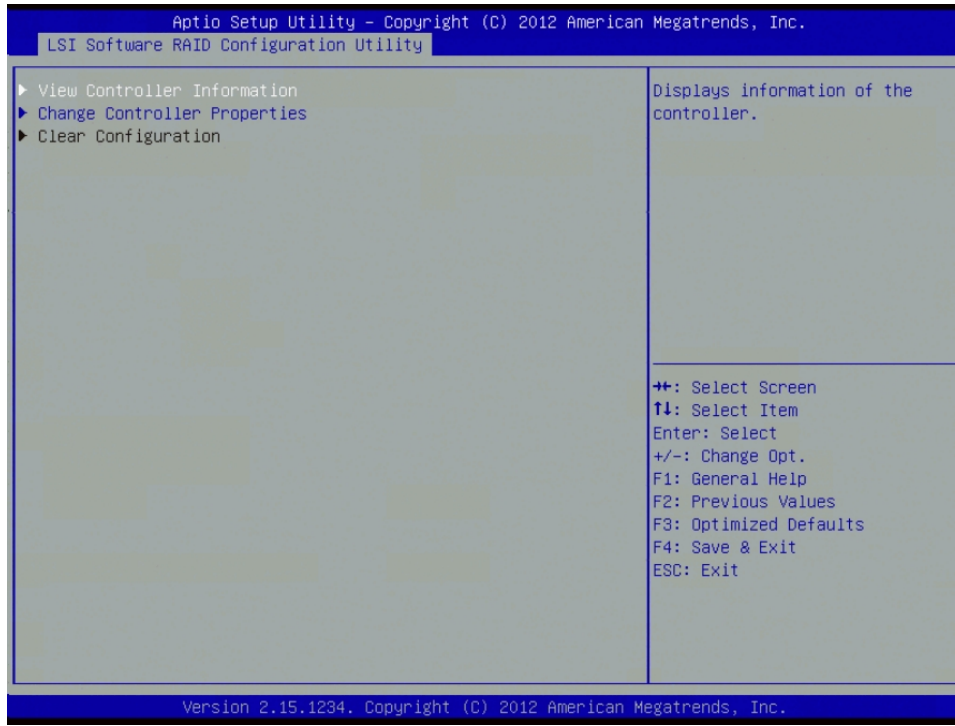 Aptio Setup Utility – Copyright (C) 2012 American Megatrends, Inc.
LSI Software RAID Configuration Utility
▶ View Controller Information
▶ Change Controller Properties
▶ Clear Configuration
Displays information of the
controller.
→←: Select Screen
↑↓: Select Item
Enter: Select
+/-: Change Opt.
F1: General Help
F2: Previous Values
F3: Optimized Defaults
F4: Save & Exit
ESC: Exit
Version 2.15.1234. Copyright (C) 2012 American Megatrends, Inc.